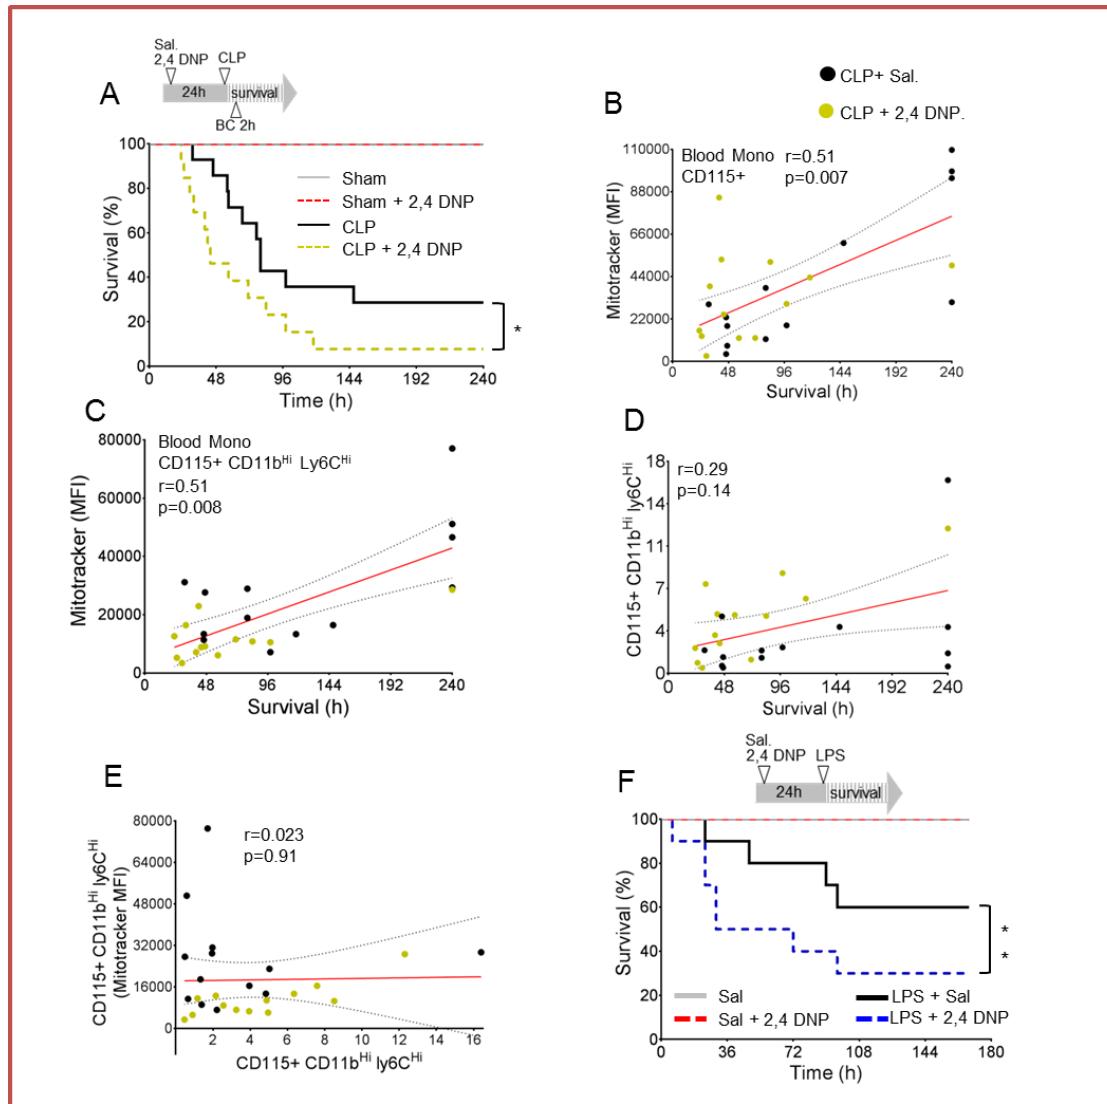 Sal.
2,4 DNP
CLP
A
24h
survival
BC 2h
100
80
60
40
20
0
Survival (%)
Sham
Sham + 2,4 DNP
CLP
CLP + 2,4 DNP
*
0 48 96 144 192 240
Time (h)
CLP+ Sal.
CLP + 2,4 DNP.
B
Blood Mono
CD115+
r=0.51
p=0.007
110000
88000
66000
44000
22000
0
Mitotracker (MFI)
0 48 96 144 192 240
Survival (h)
C
Blood Mono
CD115+ CD11bHi Ly6CHi
r=0.51
p=0.008
80000
60000
40000
20000
0
Mitotracker (MFI)
0 48 96 144 192 240
Survival (h)
D
r=0.29
p=0.14
18
14
11
7
4
0
CD115+ CD11bHi ly6CHi
0 48 96 144 192 240
Survival (h)
E
r=0.023
p=0.91
80000
64000
48000
32000
16000
0
CD115+ CD11bHi ly6CHi
(Mitotracker MFI)
2 4 6 8 10 12 14 16
CD115+ CD11bHi ly6CHi
Sal.
2,4 DNP
LPS
F
24h
survival
100
80
60
40
20
0
Survival (%)
*
*
Sal
Sal + 2,4 DNP
LPS + Sal
LPS + 2,4 DNP
0 36 72 108 144 180
Time (h)